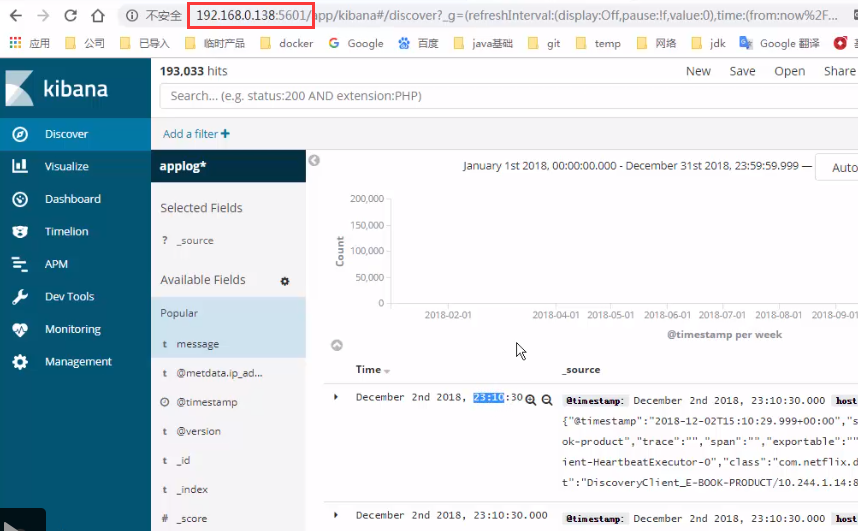 不安全 192.168.0.138:5601/app/kibana#/discover?_g=(refreshInterval:(display:Off,pause:!f,value:0),time:(from:now%2F...
应用 公司 已导入 临时产品 docker Google 百度 java基础 git temp 网络 jdk Google 翻译
kibana
Discover
Visualize
Dashboard
Timelion
APM
Dev Tools
Monitoring
Management
193,033 hits
New Save Open Share
Search... (e.g. status:200 AND extension:PHP)
Add a filter +
applog*
Selected Fields
? _source
Available Fields
Popular
t message
t @metdata.ip_ad...
@timestamp
t @version
t _id
t _index
# _score
January 1st 2018, 00:00:00.000 - December 31st 2018, 23:59:59.999 — Auto
200,000
150,000
100,000
50,000
0
Count
2018-02-01 2018-04-01 2018-05-01 2018-06-01 2018-07-01 2018-08-01 2018-09-01
@timestamp per week
Time _source
December 2nd 2018, 23:10:30 @timestamp: December 2nd 2018, 23:10:30.000 host
{"@timestamp":"2018-12-02T15:10:29.999+00:00","s
ok-product","trace":"","span":"","exportable":""
ient-HeartbeatExecutor-0","class":"com.netflix.d
t":"DiscoveryClient_E-BOOK-PRODUCT/10.244.1.14:8
December 2nd 2018, 23:10:30.000 @timestamp: December 2nd 2018, 23:10:30.000 host